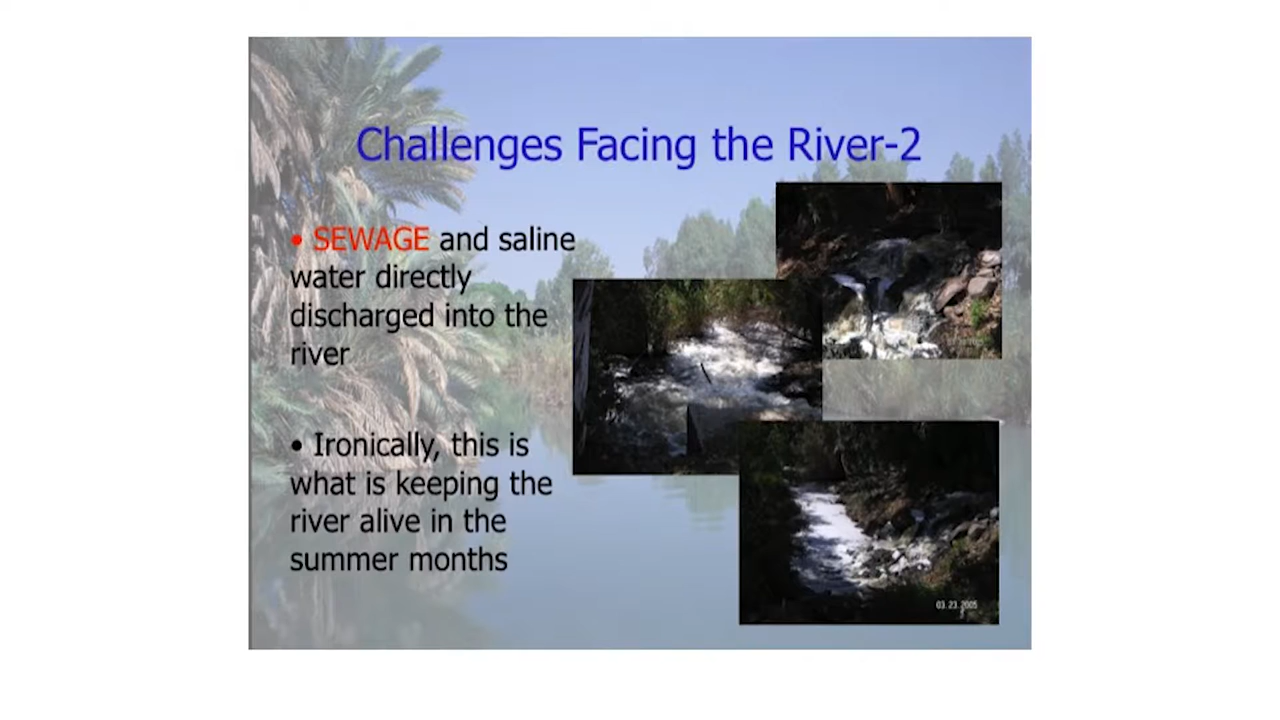 Challenges Facing the River-2
• SEWAGE and saline
water directly
discharged into the
river
• Ironically, this is
what is keeping the
river alive in the
summer months
03.23.2005